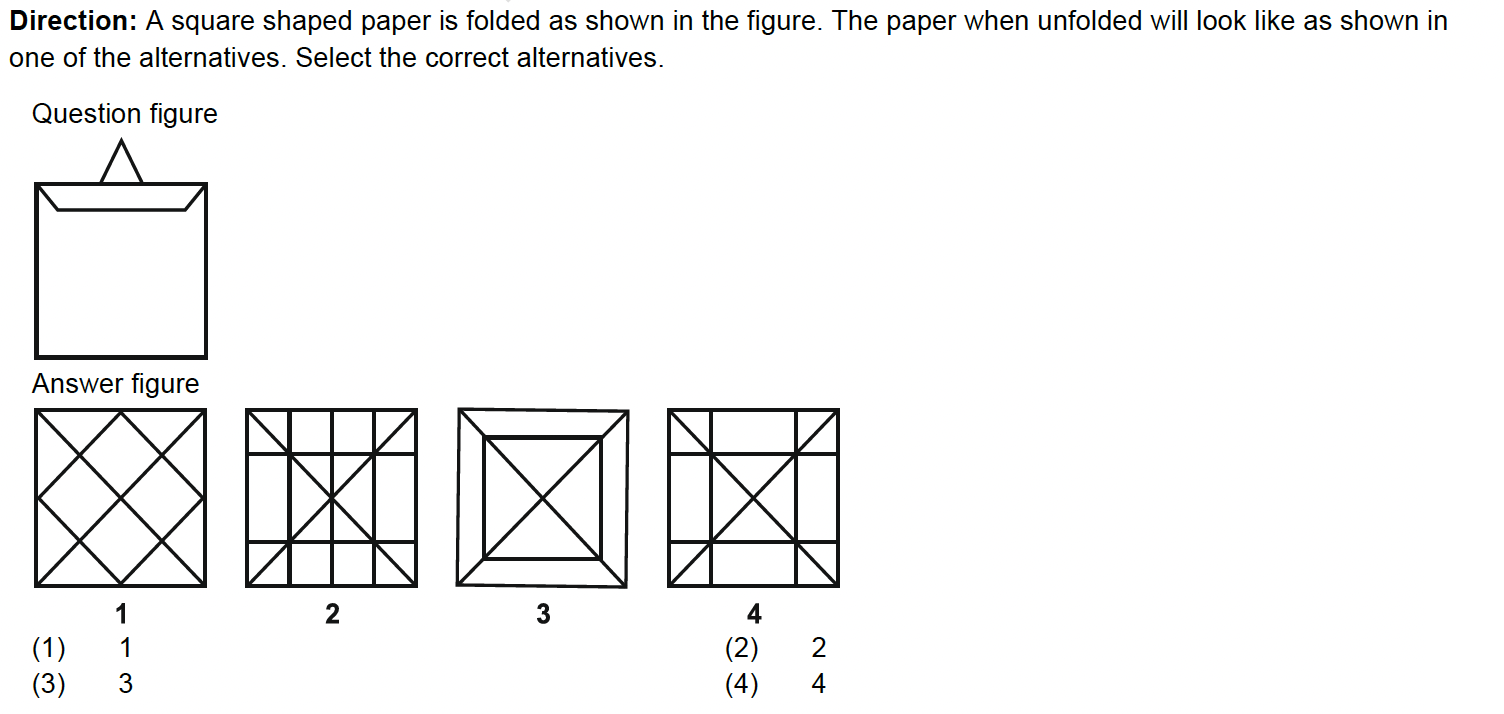 Direction: A square shaped paper is folded as shown in the figure. The paper when unfolded will look like as shown in
one of the alternatives. Select the correct alternatives.
Question figure
Answer figure
1 2 3 4
(1) 1 (2) 2
(3) 3 (4) 4